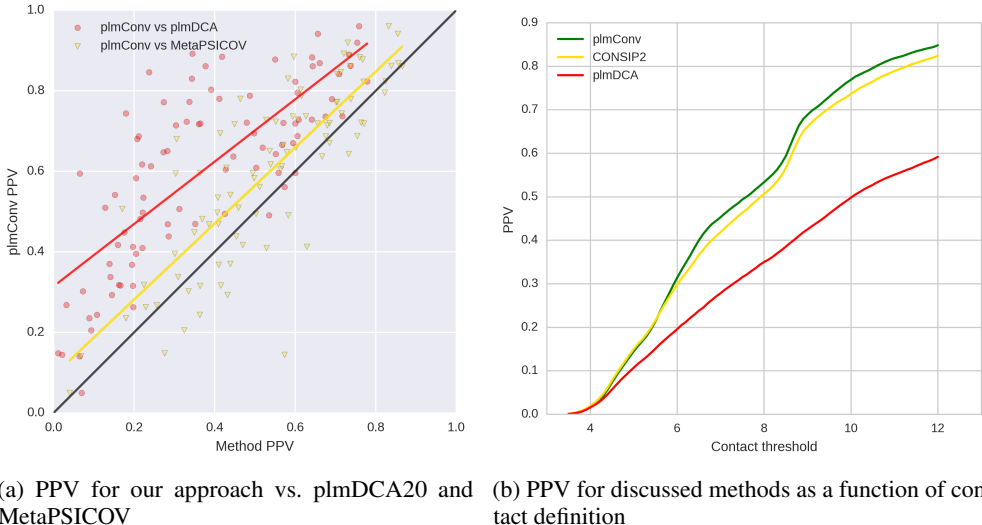 plmConv vs plmDCA
plmConv vs MetaPSICOV
1.0
0.8
0.6
0.4
0.2
0.0
plmConv PPV
0.0 0.2 0.4 0.6 0.8 1.0
Method PPV
plmConv
CONSIP2
plmDCA
0.9
0.8
0.7
0.6
0.5
0.4
0.3
0.2
0.1
0.0
PPV
4 6 8 10 12
Contact threshold
(a) PPV for our approach vs. plmDCA20 and
MetaPSICOV
(b) PPV for discussed methods as a function of con
tact definition